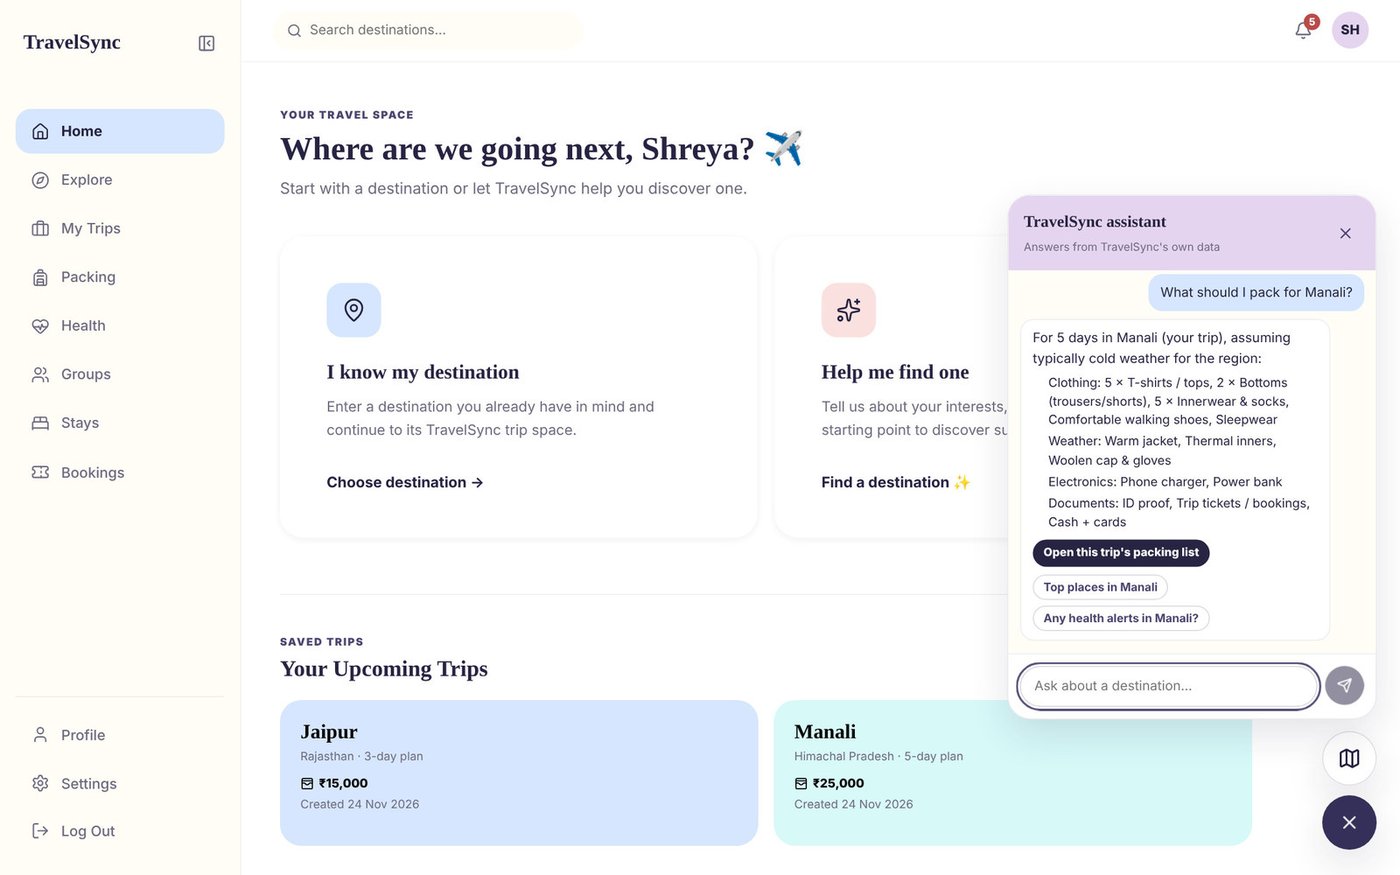 TravelSync
Home
Explore
My Trips
Packing
Health
Groups
Stays
Bookings
Profile
Settings
Log Out
Search destinations...
5
SH
YOUR TRAVEL SPACE
Where are we going next, Shreya? ✈️
Start with a destination or let TravelSync help you discover one.
I know my destination
Enter a destination you already have in mind and
continue to its TravelSync trip space.
Choose destination →
Help me find one
Tell us about your interests,
starting point to discover su
Find a destination ✨
SAVED TRIPS
Your Upcoming Trips
Jaipur
Rajasthan · 3-day plan
₹15,000
Created 24 Nov 2026
Manali
Himachal Pradesh · 5-day plan
₹25,000
Created 24 Nov 2026
TravelSync assistant
Answers from TravelSync's own data
What should I pack for Manali?
For 5 days in Manali (your trip), assuming
typically cold weather for the region:
Clothing: 5 × T-shirts / tops, 2 × Bottoms
(trousers/shorts), 5 × Innerwear & socks,
Comfortable walking shoes, Sleepwear
Weather: Warm jacket, Thermal inners,
Woolen cap & gloves
Electronics: Phone charger, Power bank
Documents: ID proof, Trip tickets / bookings,
Cash + cards
Open this trip's packing list
Top places in Manali
Any health alerts in Manali?
Ask about a destination...